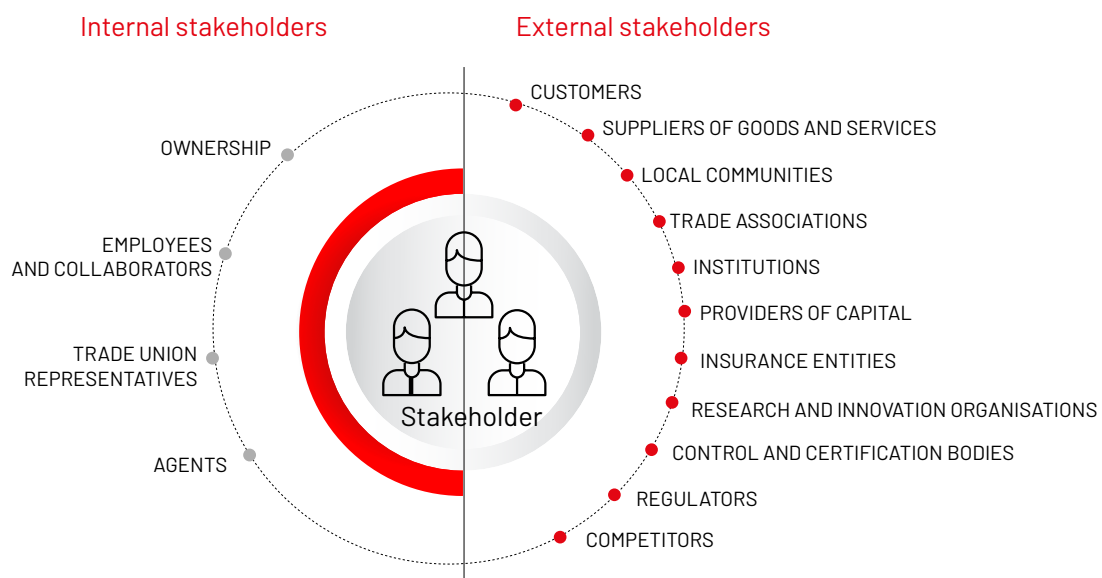 Internal stakeholders
External stakeholders
OWNERSHIP
EMPLOYEES
AND COLLABORATORS
TRADE UNION
REPRESENTATIVES
AGENTS
Stakeholder
CUSTOMERS
SUPPLIERS OF GOODS AND SERVICES
LOCAL COMMUNITIES
TRADE ASSOCIATIONS
INSTITUTIONS
PROVIDERS OF CAPITAL
INSURANCE ENTITIES
RESEARCH AND INNOVATION ORGANISATIONS
CONTROL AND CERTIFICATION BODIES
REGULATORS
COMPETITORS